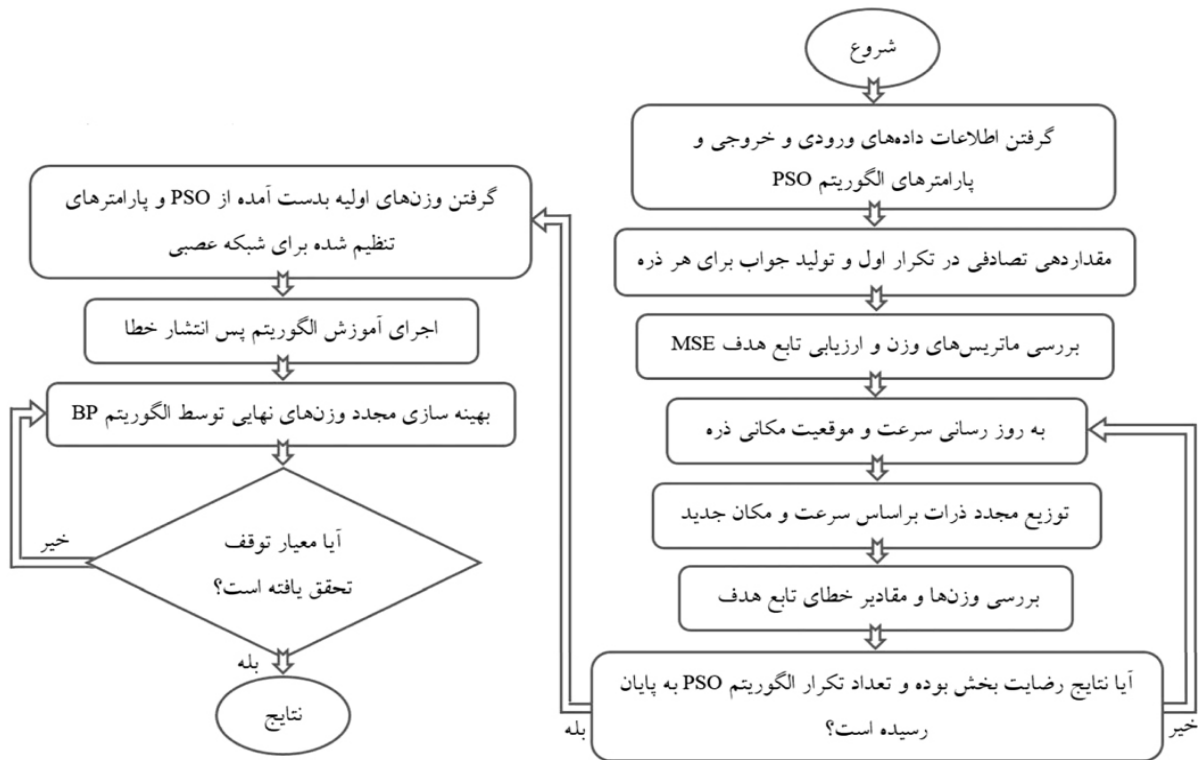 شروع
گرفتن اطلاعات داده‌های ورودی و خروجی و
پارامترهای الگوریتم PSO
مقداردهی تصادفی در تکرار اول و تولید جواب برای هر ذره
بررسی ماتریس‌های وزن و ارزیابی تابع هدف MSE
به روز رسانی سرعت و موقعیت مکانی ذره
توزیع مجدد ذرات براساس سرعت و مکان جدید
بررسی وزن‌ها و مقادیر خطای تابع هدف
آیا نتایج رضایت بخش بوده و تعداد تکرار الگوریتم PSO به پایان
رسیده است؟
خیر
بله
گرفتن وزن‌های اولیه بدست آمده از PSO و پارامترهای
تنظیم شده برای شبکه عصبی
اجرای آموزش الگوریتم پس انتشار خطا
بهینه سازی مجدد وزن‌های نهایی توسط الگوریتم BP
آیا معیار توقف
تحقق یافته است؟
خیر
بله
نتایج